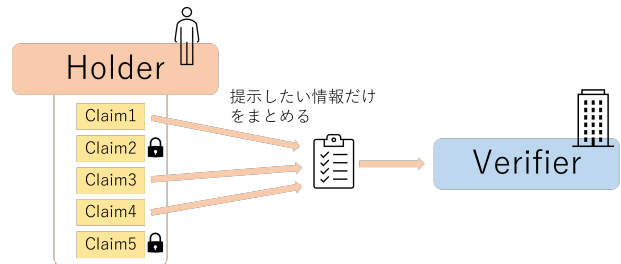 Holder
提示したい情報だけ
をまとめる
Claim1
Claim2
Claim3
Claim4
Claim5
Verifier